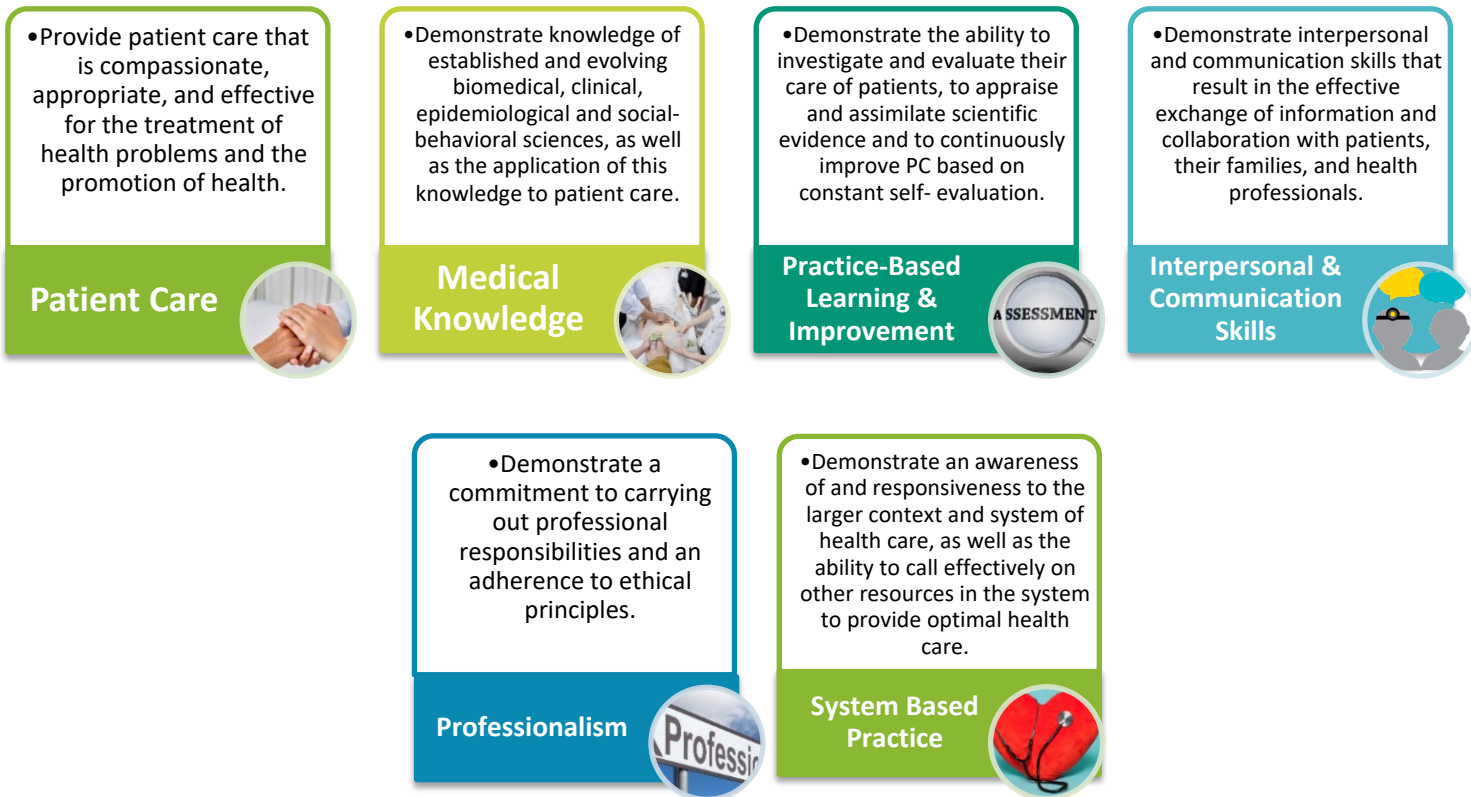 •Provide patient care that
is compassionate,
appropriate, and effective
for the treatment of
health problems and the
promotion of health.
Patient Care
•Demonstrate knowledge of
established and evolving
biomedical, clinical,
epidemiological and social-
behavioral sciences, as well
as the application of this
knowledge to patient care.
Medical
Knowledge
•Demonstrate the ability to
investigate and evaluate their
care of patients, to appraise
and assimilate scientific
evidence and to continuously
improve PC based on
constant self- evaluation.
Practice-Based
Learning &
Improvement
ASSESSMENT
•Demonstrate interpersonal
and communication skills that
result in the effective
exchange of information and
collaboration with patients,
their families, and health
professionals.
Interpersonal &
Communication
Skills
•Demonstrate a
commitment to carrying
out professional
responsibilities and an
adherence to ethical
principles.
Professionalism
Professio
•Demonstrate an awareness
of and responsiveness to the
larger context and system of
health care, as well as the
ability to call effectively on
other resources in the system
to provide optimal health
care.
System Based
Practice